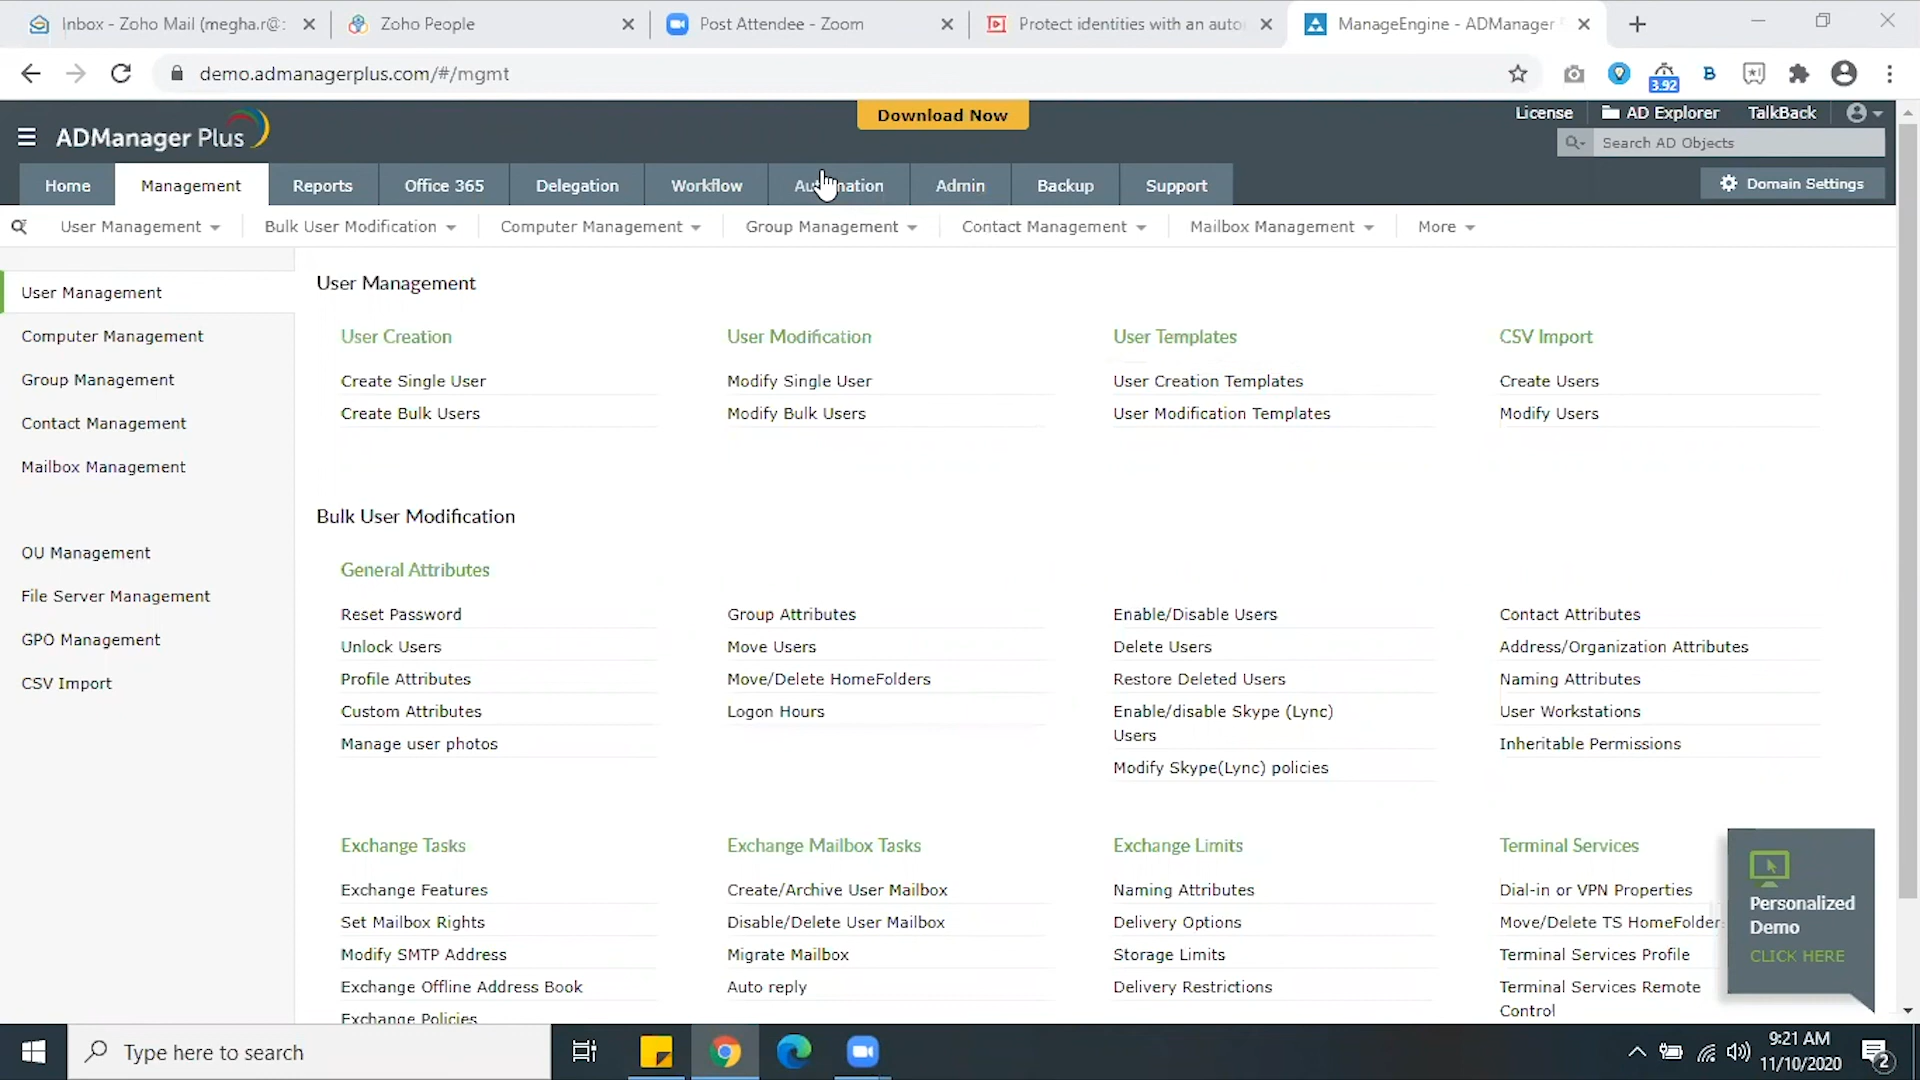 Inbox - Zoho Mail (megha.r@:
Zoho People
Post Attendee - Zoom
Protect identities with an auto
ManageEngine - ADManager
demo.admanagerplus.com/#/mgmt
3.92
B
Download Now
License
AD Explorer
TalkBack
ADManager Plus
Search AD Objects
Home
Management
Reports
Office 365
Delegation
Workflow
Automation
Admin
Backup
Support
Domain Settings
User Management
Bulk User Modification
Computer Management
Group Management
Contact Management
Mailbox Management
More
User Management
Computer Management
Group Management
Contact Management
Mailbox Management
OU Management
File Server Management
GPO Management
CSV Import
User Management
User Creation
Create Single User
Create Bulk Users
User Modification
Modify Single User
Modify Bulk Users
User Templates
User Creation Templates
User Modification Templates
CSV Import
Create Users
Modify Users
Bulk User Modification
General Attributes
Reset Password
Unlock Users
Profile Attributes
Custom Attributes
Manage user photos
Group Attributes
Move Users
Move/Delete HomeFolders
Logon Hours
Enable/Disable Users
Delete Users
Restore Deleted Users
Enable/disable Skype (Lync)
Users
Modify Skype(Lync) policies
Contact Attributes
Address/Organization Attributes
Naming Attributes
User Workstations
Inheritable Permissions
Exchange Tasks
Exchange Features
Set Mailbox Rights
Modify SMTP Address
Exchange Offline Address Book
Exchange Policies
Exchange Mailbox Tasks
Create/Archive User Mailbox
Disable/Delete User Mailbox
Migrate Mailbox
Auto reply
Exchange Limits
Naming Attributes
Delivery Options
Storage Limits
Delivery Restrictions
Terminal Services
Dial-in or VPN Properties
Move/Delete TS HomeFolder
Terminal Services Profile
Terminal Services Remote
Control
Personalized
Demo
CLICK HERE
Type here to search
9:21 AM
11/10/2020
2